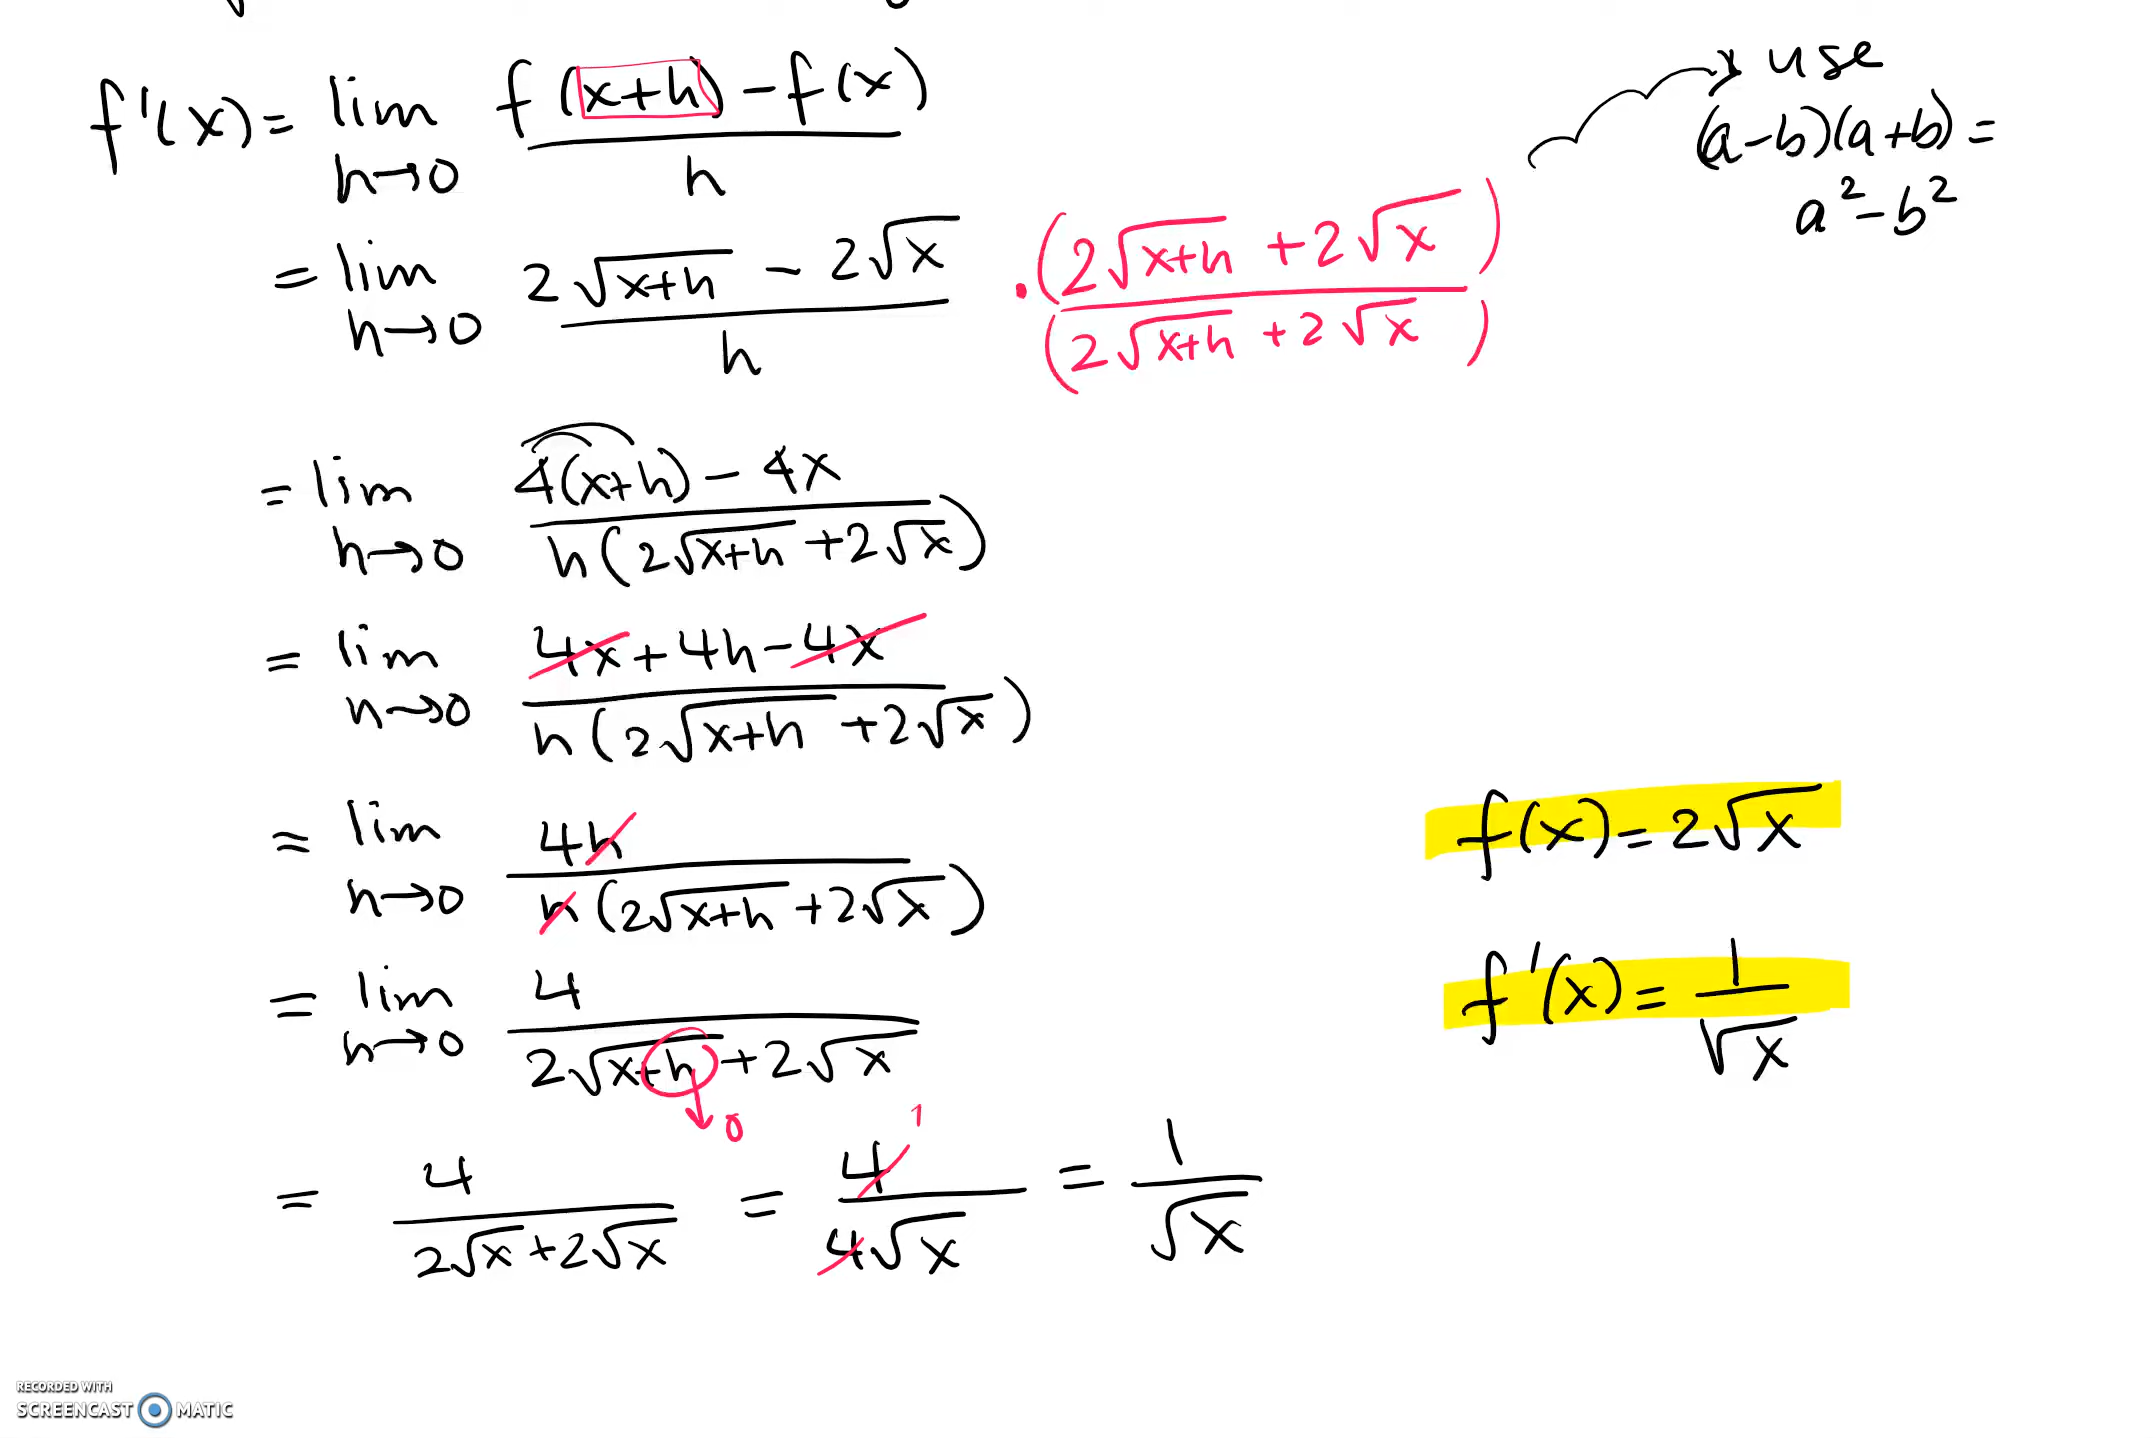 f'(x) = lim h→0 (f(x+h) − f(x)) / h
use
(a−b)(a+b) =
a² − b²
= lim h→0 (2√(x+h) − 2√x) / h · (2√(x+h) + 2√x) / (2√(x+h) + 2√x)
= lim h→0 (4(x+h) − 4x) / (h(2√(x+h) + 2√x))
= lim h→0 (4x + 4h − 4x) / (h(2√(x+h) + 2√x))
= lim h→0 4h / (h(2√(x+h) + 2√x))
f(x) = 2√x
= lim h→0 4 / (2√(x+h) + 2√x)
0
f'(x) = 1/√x
= 4 / (2√x + 2√x) = 4 / (4√x) = 1/√x
1
RECORDED WITH
SCREENCAST MATIC